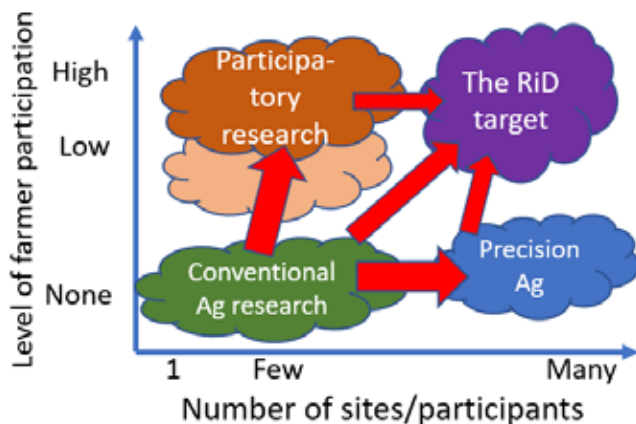 Level of farmer participation
High
Low
None
Participa-
tory
research
The RiD
target
Conventional
Ag research
Precision
Ag
1 Few Many
Number of sites/participants